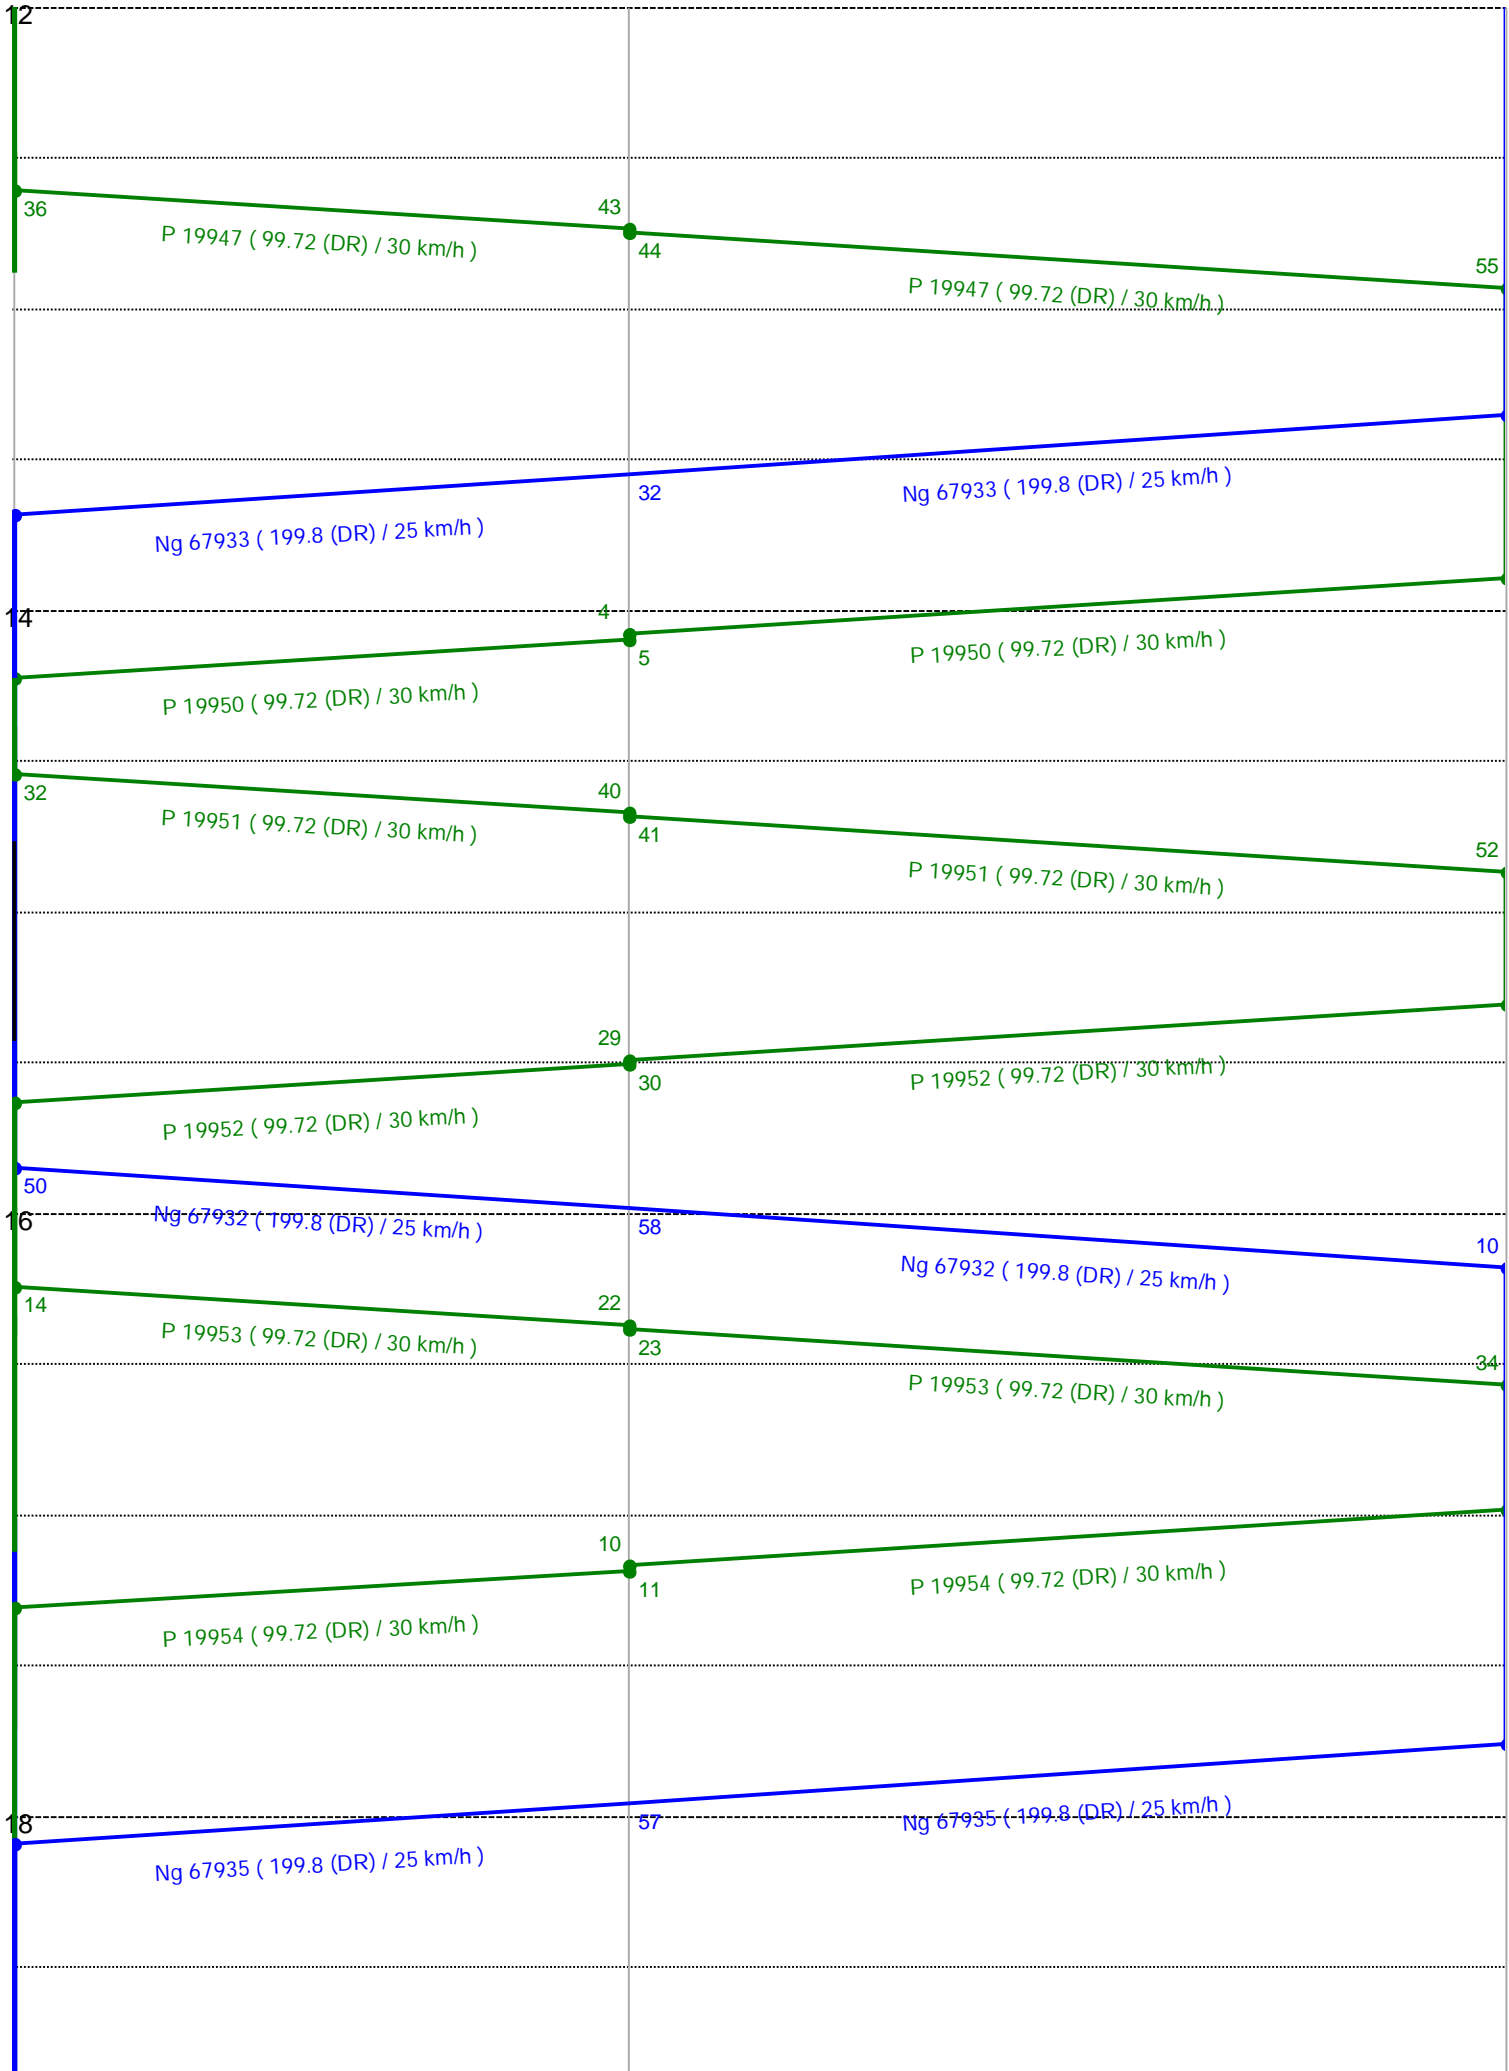 12
43
36
P 19947 ( 99.72 (DR) / 30 km/h )
44
55
P 19947 ( 99.72 (DR) / 30 km/h )
32
Ng 67933 ( 199.8 (DR) / 25 km/h )
Ng 67933 ( 199.8 (DR) / 25 km/h )
14
4
5
P 19950 ( 99.72 (DR) / 30 km/h )
P 19950 ( 99.72 (DR) / 30 km/h )
32
40
P 19951 ( 99.72 (DR) / 30 km/h )
41
52
P 19951 ( 99.72 (DR) / 30 km/h )
29
30
P 19952 ( 99.72 (DR) / 30 km/h )
P 19952 ( 99.72 (DR) / 30 km/h )
50
16
Ng 67932 ( 199.8 (DR) / 25 km/h )
58
10
Ng 67932 ( 199.8 (DR) / 25 km/h )
14
22
P 19953 ( 99.72 (DR) / 30 km/h )
23
34
P 19953 ( 99.72 (DR) / 30 km/h )
10
11
P 19954 ( 99.72 (DR) / 30 km/h )
P 19954 ( 99.72 (DR) / 30 km/h )
18
57
Ng 67935 ( 199.8 (DR) / 25 km/h )
Ng 67935 ( 199.8 (DR) / 25 km/h )